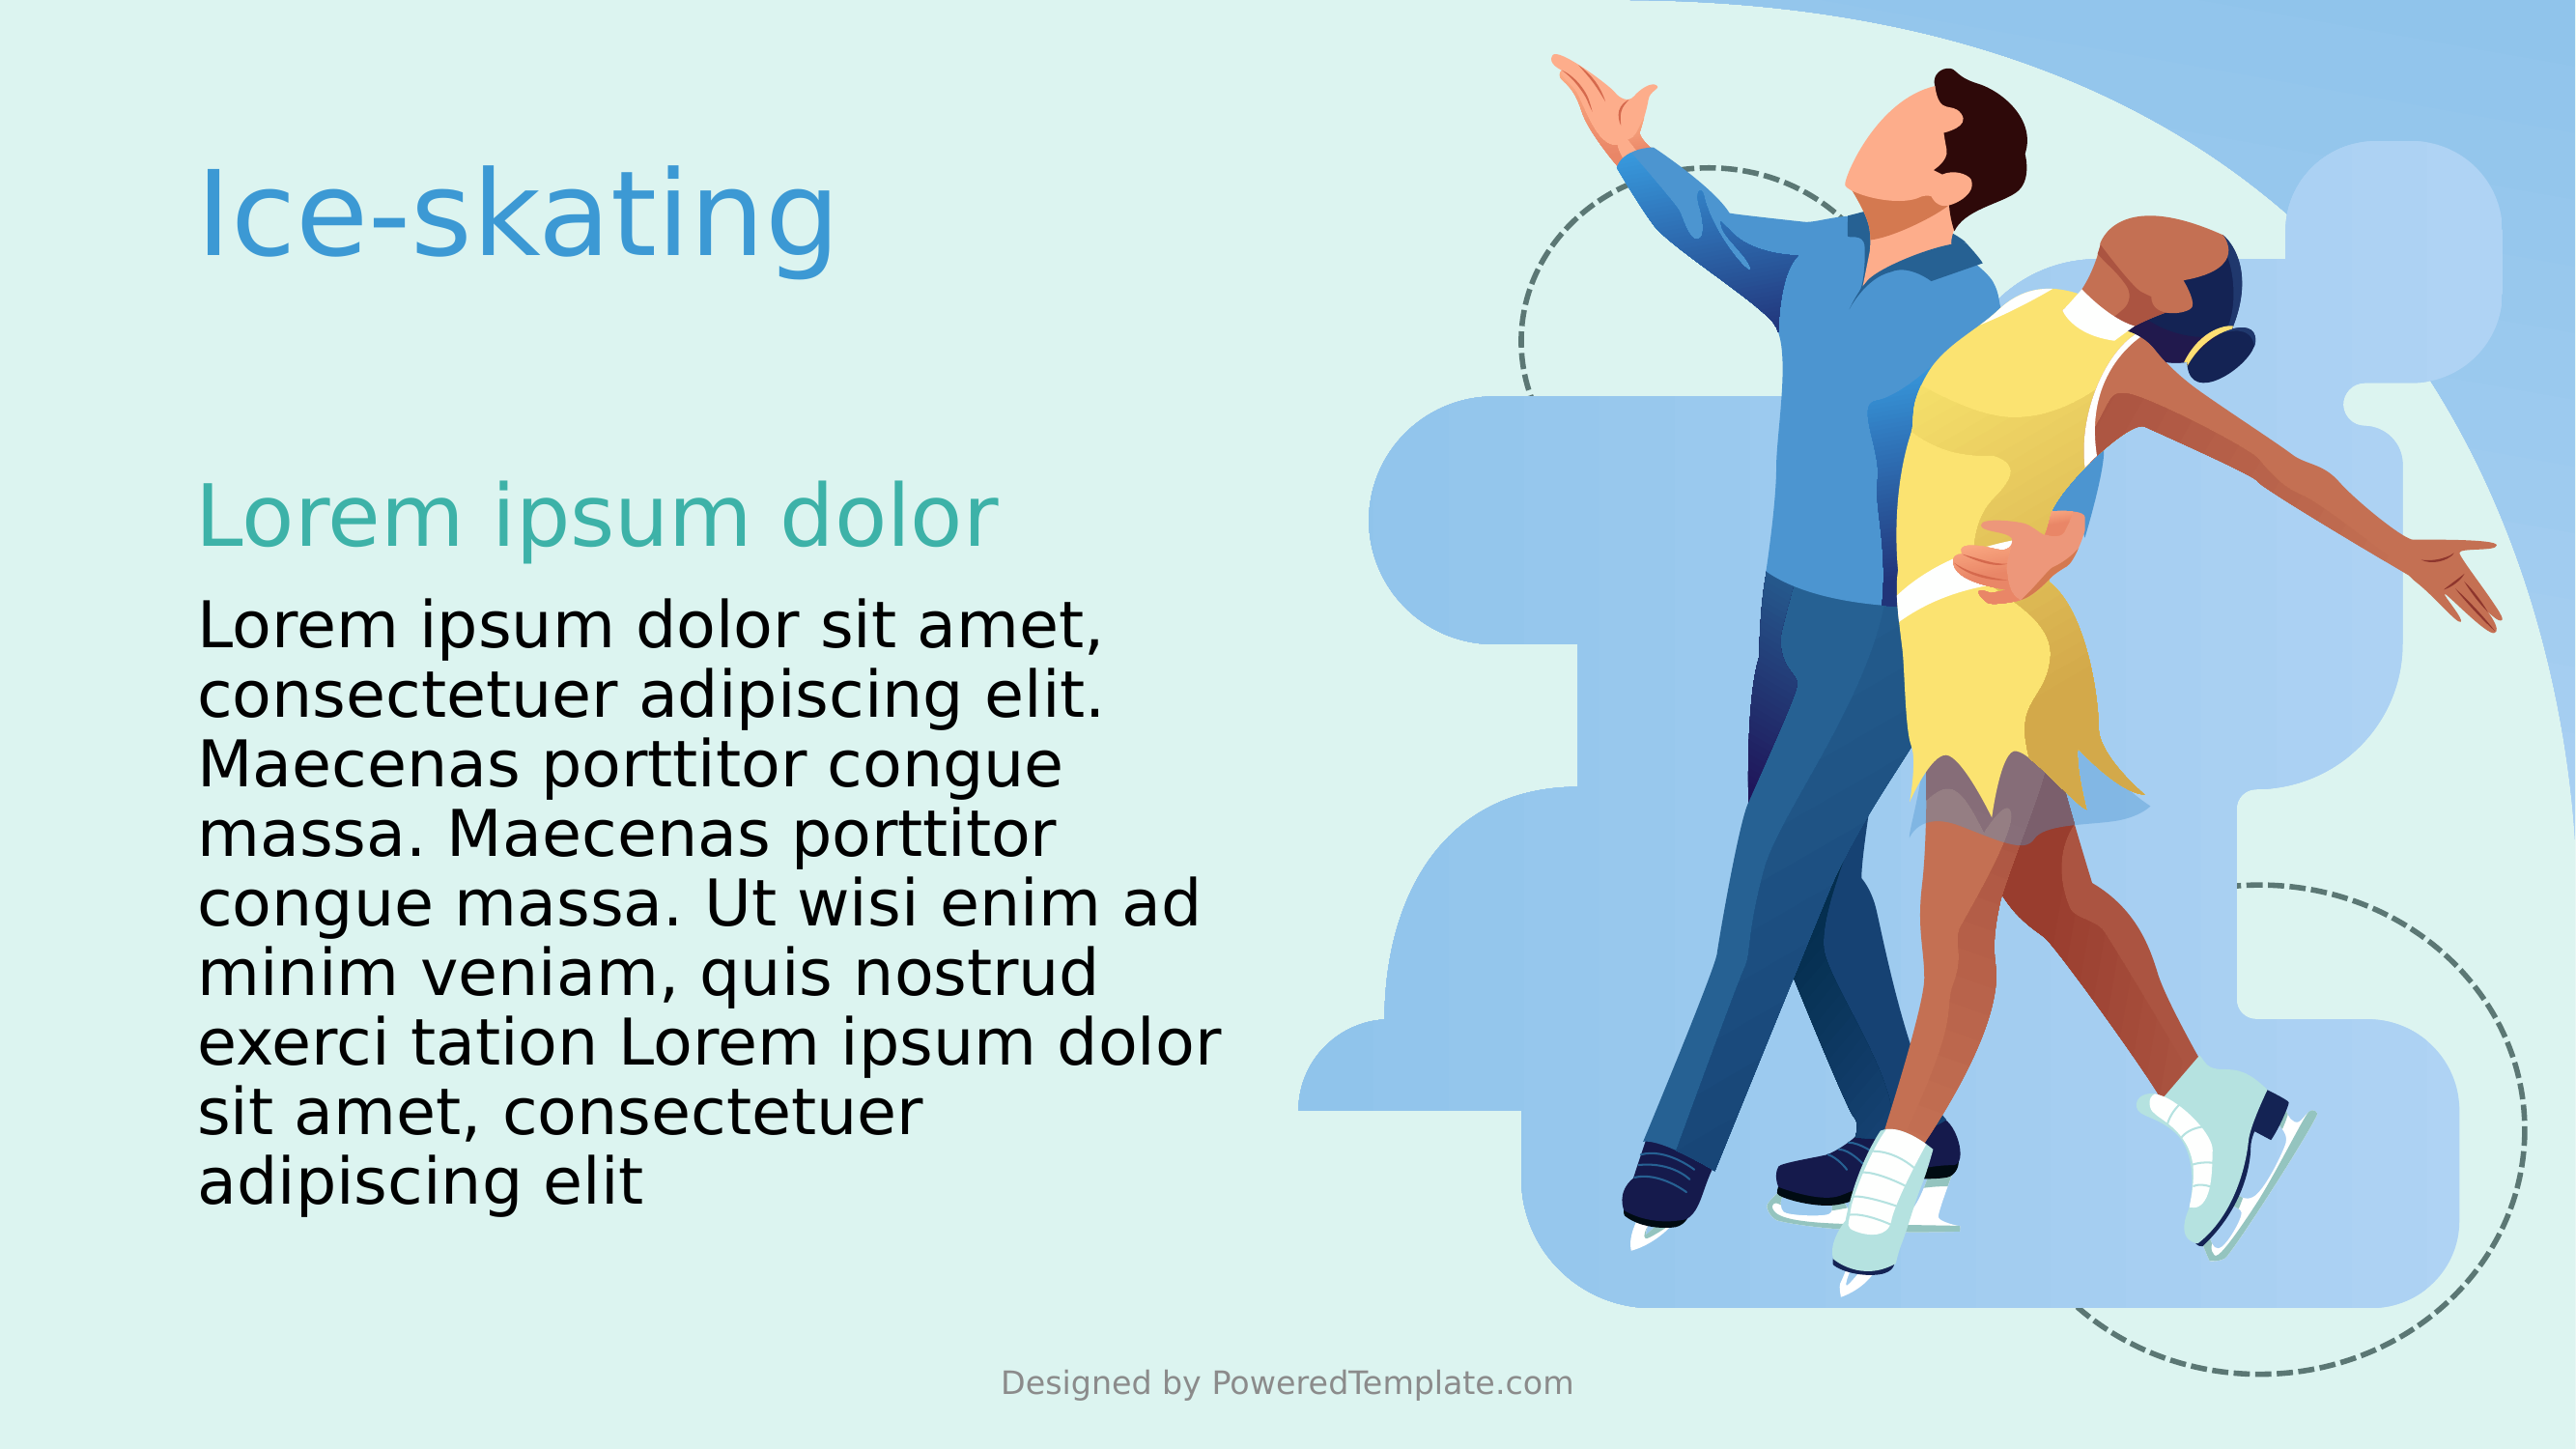 Ice-skating
Lorem ipsum dolor
Lorem ipsum dolor sit amet,
consectetuer adipiscing elit.
Maecenas porttitor congue
massa. Maecenas porttitor
congue massa. Ut wisi enim ad
minim veniam, quis nostrud
exerci tation Lorem ipsum dolor
sit amet, consectetuer
adipiscing elit
Designed by PoweredTemplate.com